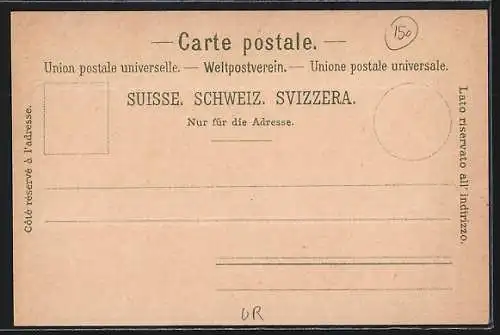 — Carte postale. —
150
Union postale universelle. — Weltpostverein. — Unione postale universale.
SUISSE. SCHWEIZ. SVIZZERA.
Nur für die Adresse.
Côté réservé à l'adresse.
Lato riservato all' indirizzo.
UR